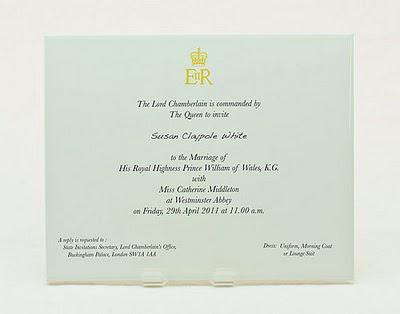 EIIR
The Lord Chamberlain is commanded by
The Queen to invite
Susan Claypole White
to the Marriage of
His Royal Highness Prince William of Wales, K.G.
with
Miss Catherine Middleton
at Westminster Abbey
on Friday, 29th April 2011 at 11.00 a.m.
A reply is requested to :
State Invitations Secretary, Lord Chamberlain's Office,
Buckingham Palace, London SW1A 1AA
Dress: Uniform, Morning Coat
or Lounge Suit